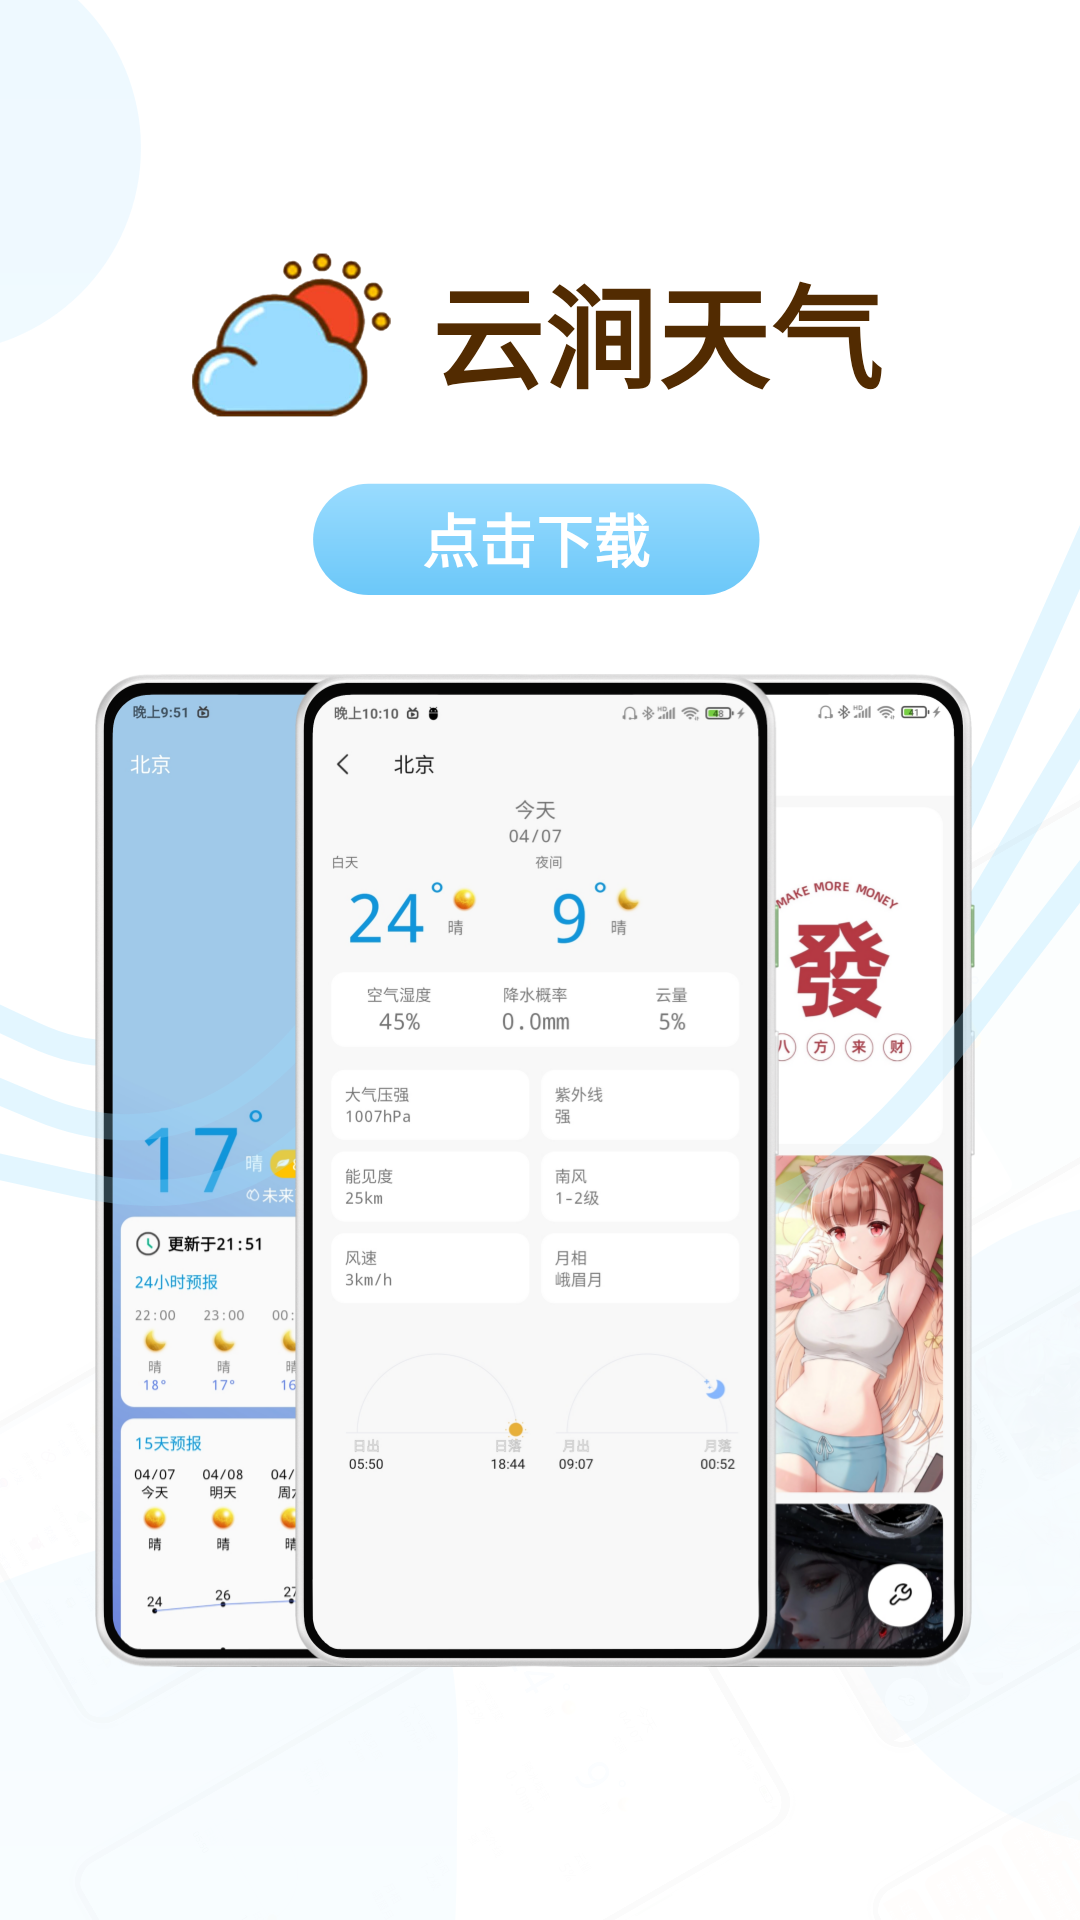 云涧天气
点击下载
晚上9:51
北京
17°
晴
未来
更新于21:51
24小时预报
22:00 23:00 00:
晴 晴 晴
18° 17° 16
15天预报
04/07 04/08 04/
今天 明天 周六
晴 晴 晴
24 26 27
晚上10:10
HD
48
北京
今天
04/07
白天 夜间
24° 晴 9° 晴
空气湿度 降水概率 云量
45% 0.0mm 5%
大气压强 紫外线
1007hPa 强
能见度 南风
25km 1-2级
风速 月相
3km/h 峨眉月
日出 日落 月出 月落
05:50 18:44 09:07 00:52
HD
41
MAKE MORE MONEY
發
八 方 来 财